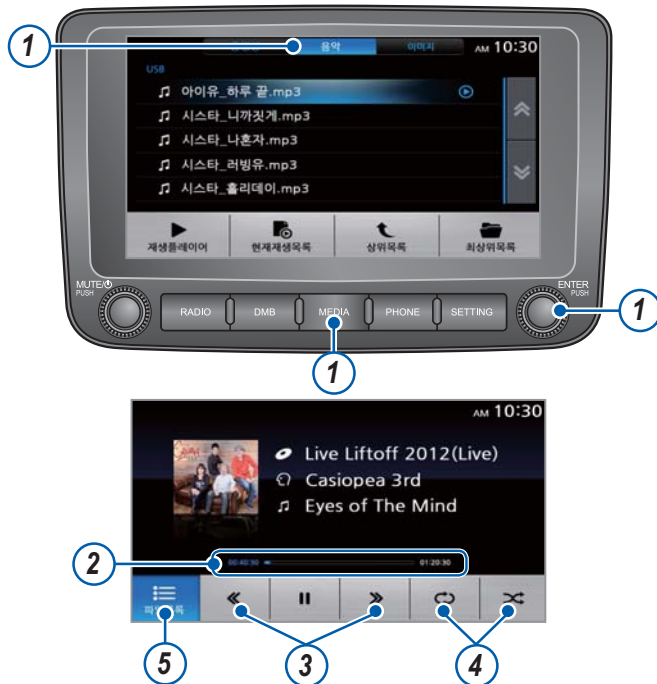 1
음악
이미지
AM 10:30
USB
아이유_하루 끝.mp3
시스타_니까짓게.mp3
시스타_나혼자.mp3
시스타_러빙유.mp3
시스타_홀리데이.mp3
재생플레이어
현재재생목록
상위목록
최상위목록
MUTE/
PUSH
ENTER
PUSH
RADIO
DMB
MEDIA
PHONE
SETTING
1
1
AM 10:30
Live Liftoff 2012(Live)
Casiopea 3rd
Eyes of The Mind
2
00:40:30
01:20:30
5
3
4